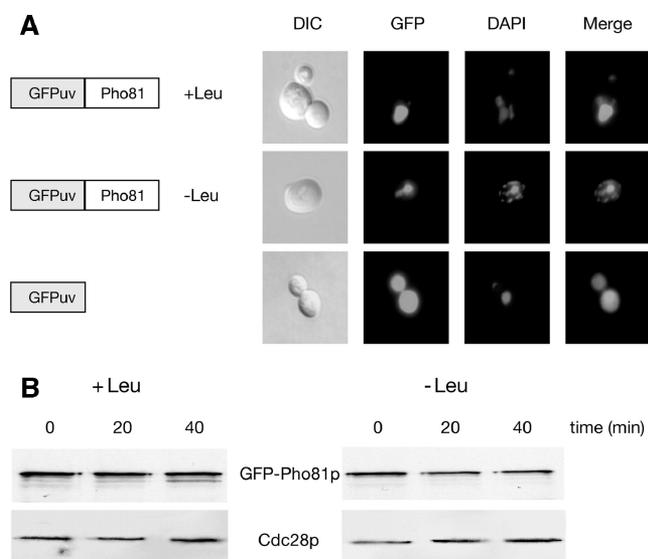 A
DIC GFP DAPI Merge
GFPuv Pho81 +Leu
GFPuv Pho81 -Leu
GFPuv
B
+ Leu - Leu
0 20 40 0 20 40 time (min)
GFP-Pho81p
Cdc28p